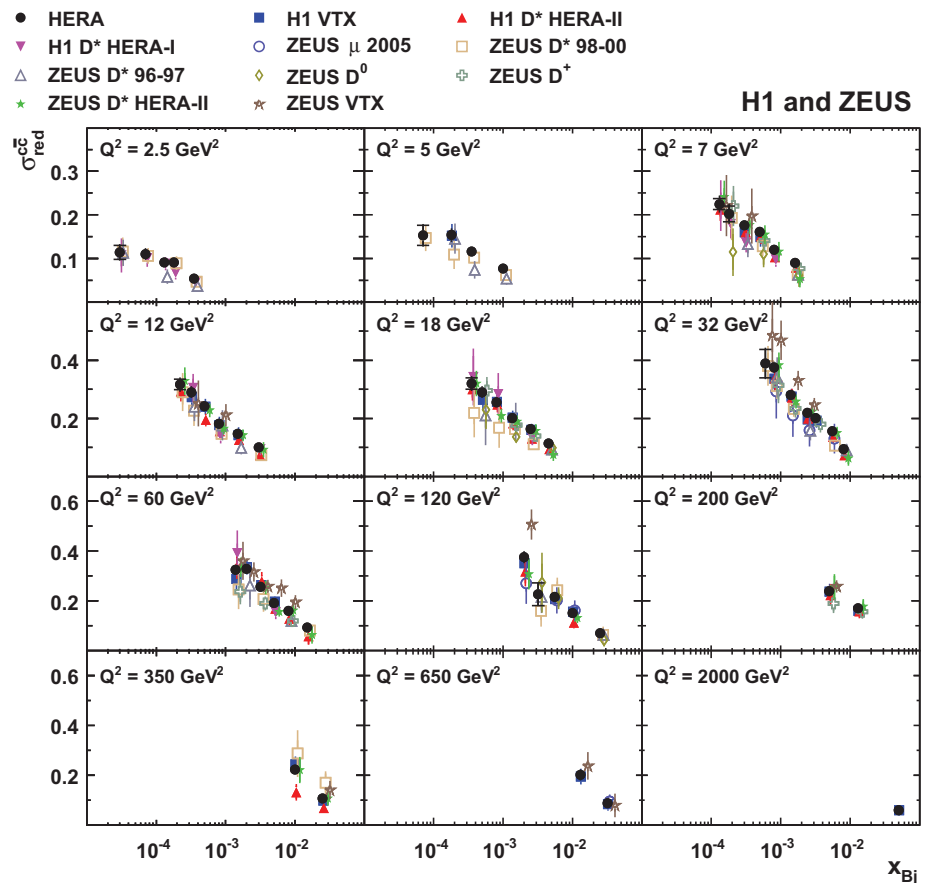 HERA H1 VTX H1 D* HERA-II
H1 D* HERA-I ZEUS μ 2005 ZEUS D* 98-00
ZEUS D* 96-97 ZEUS D⁰ ZEUS D⁺
ZEUS D* HERA-II ZEUS VTX
H1 and ZEUS
σ_red^cc̄
Q² = 2.5 GeV² Q² = 5 GeV² Q² = 7 GeV²
0.3
0.2
0.1
Q² = 12 GeV² Q² = 18 GeV² Q² = 32 GeV²
0.4
0.2
Q² = 60 GeV² Q² = 120 GeV² Q² = 200 GeV²
0.6
0.4
0.2
Q² = 350 GeV² Q² = 650 GeV² Q² = 2000 GeV²
0.6
0.4
0.2
10⁻⁴ 10⁻³ 10⁻² 10⁻⁴ 10⁻³ 10⁻² 10⁻⁴ 10⁻³ 10⁻²
x_Bj